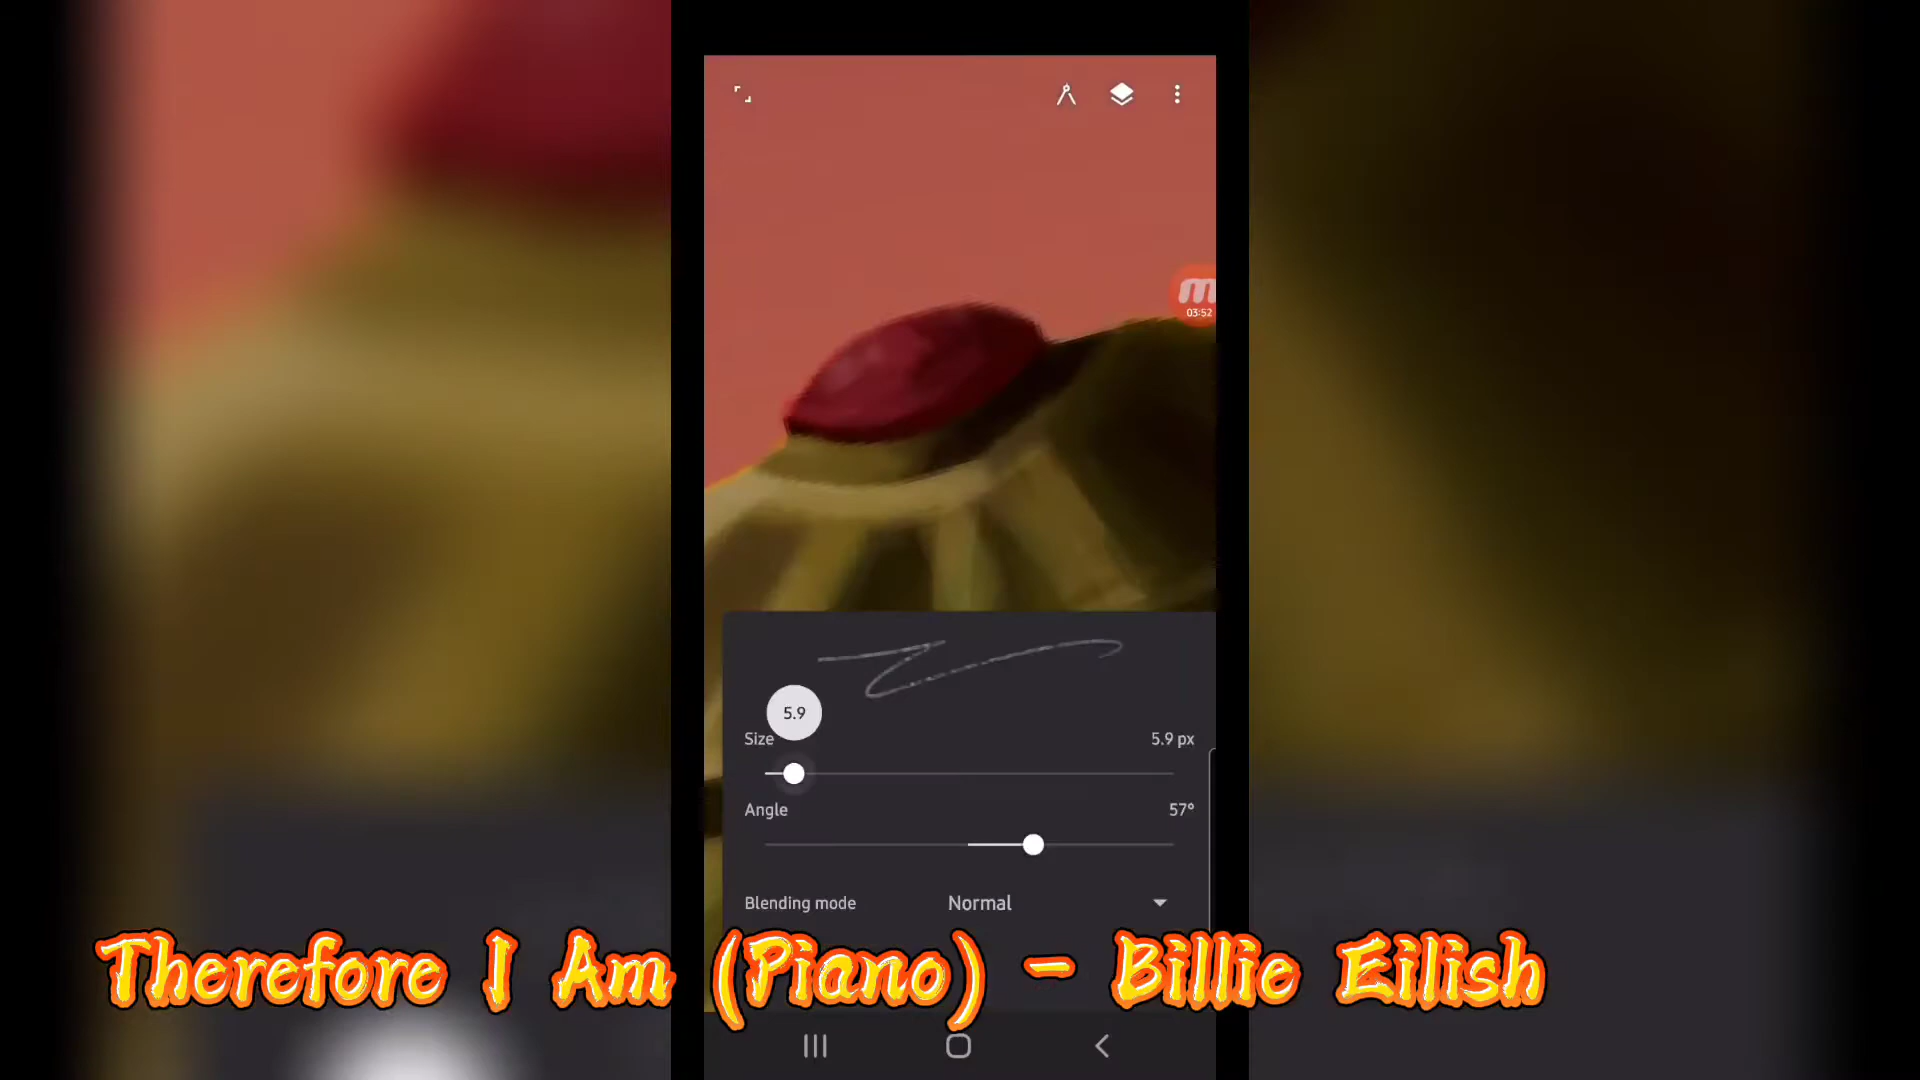 m
03:52
5.9
Size 5.9 px
Angle 57°
Blending mode Normal
Therefore I Am (Piano) - Billie Eilish